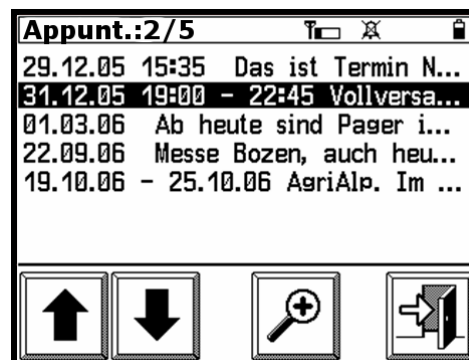 Appunt.:2/5
29.12.05 15:35 Das ist Termin N...
31.12.05 19:00 - 22:45 Vollversa...
01.03.06 Ab heute sind Pager i...
22.09.06 Messe Bozen, auch heu...
19.10.06 - 25.10.06 AgriAlp. Im ...